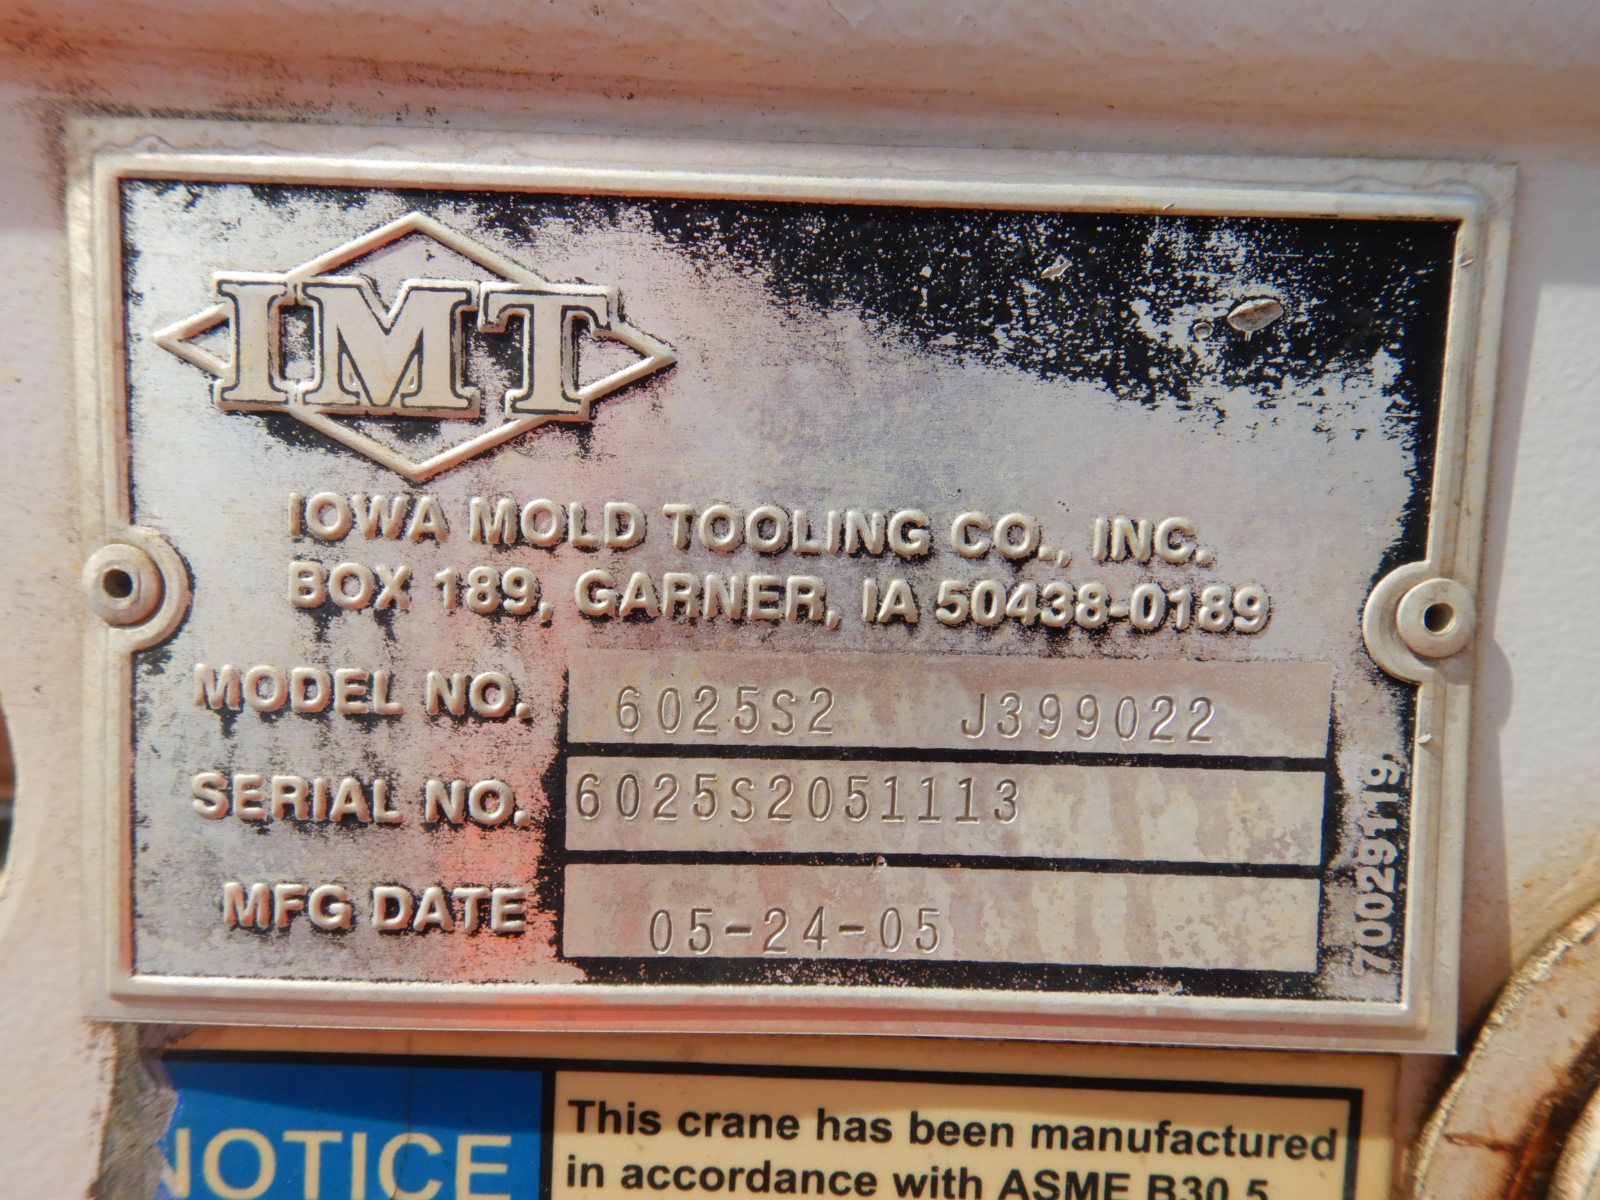 IMT
IOWA MOLD TOOLING CO., INC.
BOX 189, GARNER, IA 50438-0189
MODEL NO. 6025S2 J399022
SERIAL NO. 6025S2051113
MFG DATE 05-24-05
70029119
NOTICE
This crane has been manufactured
in accordance with ASME B30.5